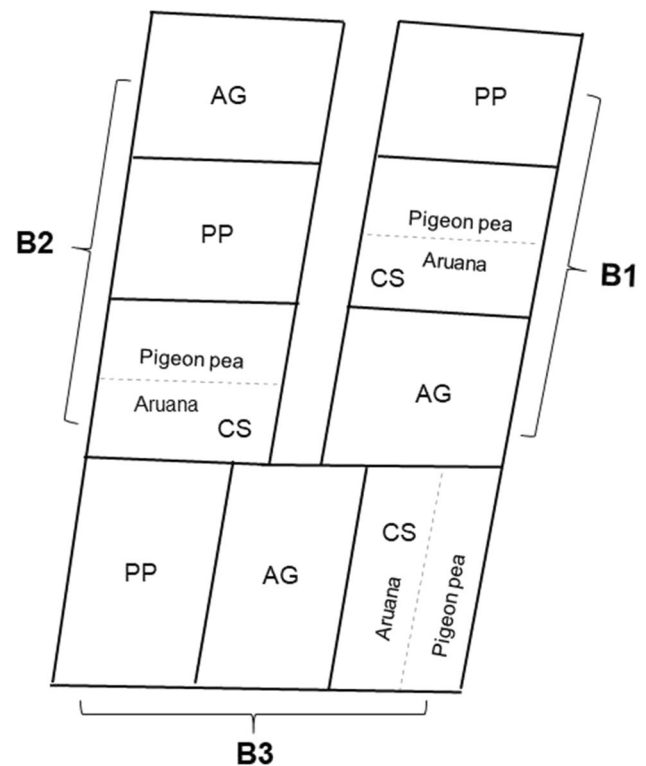 AG
PP
B2
Pigeon pea
Aruana
CS
PP
Pigeon pea
Aruana
CS
B1
AG
PP
AG
CS
Aruana
Pigeon pea
B3